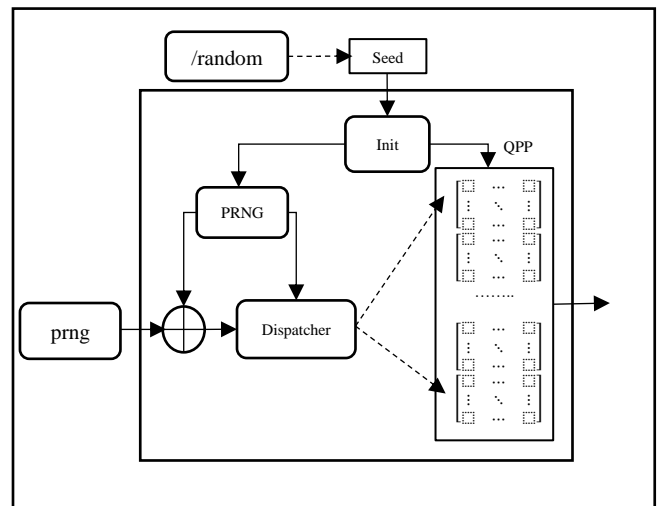 /random
Seed
Init
QPP
PRNG
prng
Dispatcher